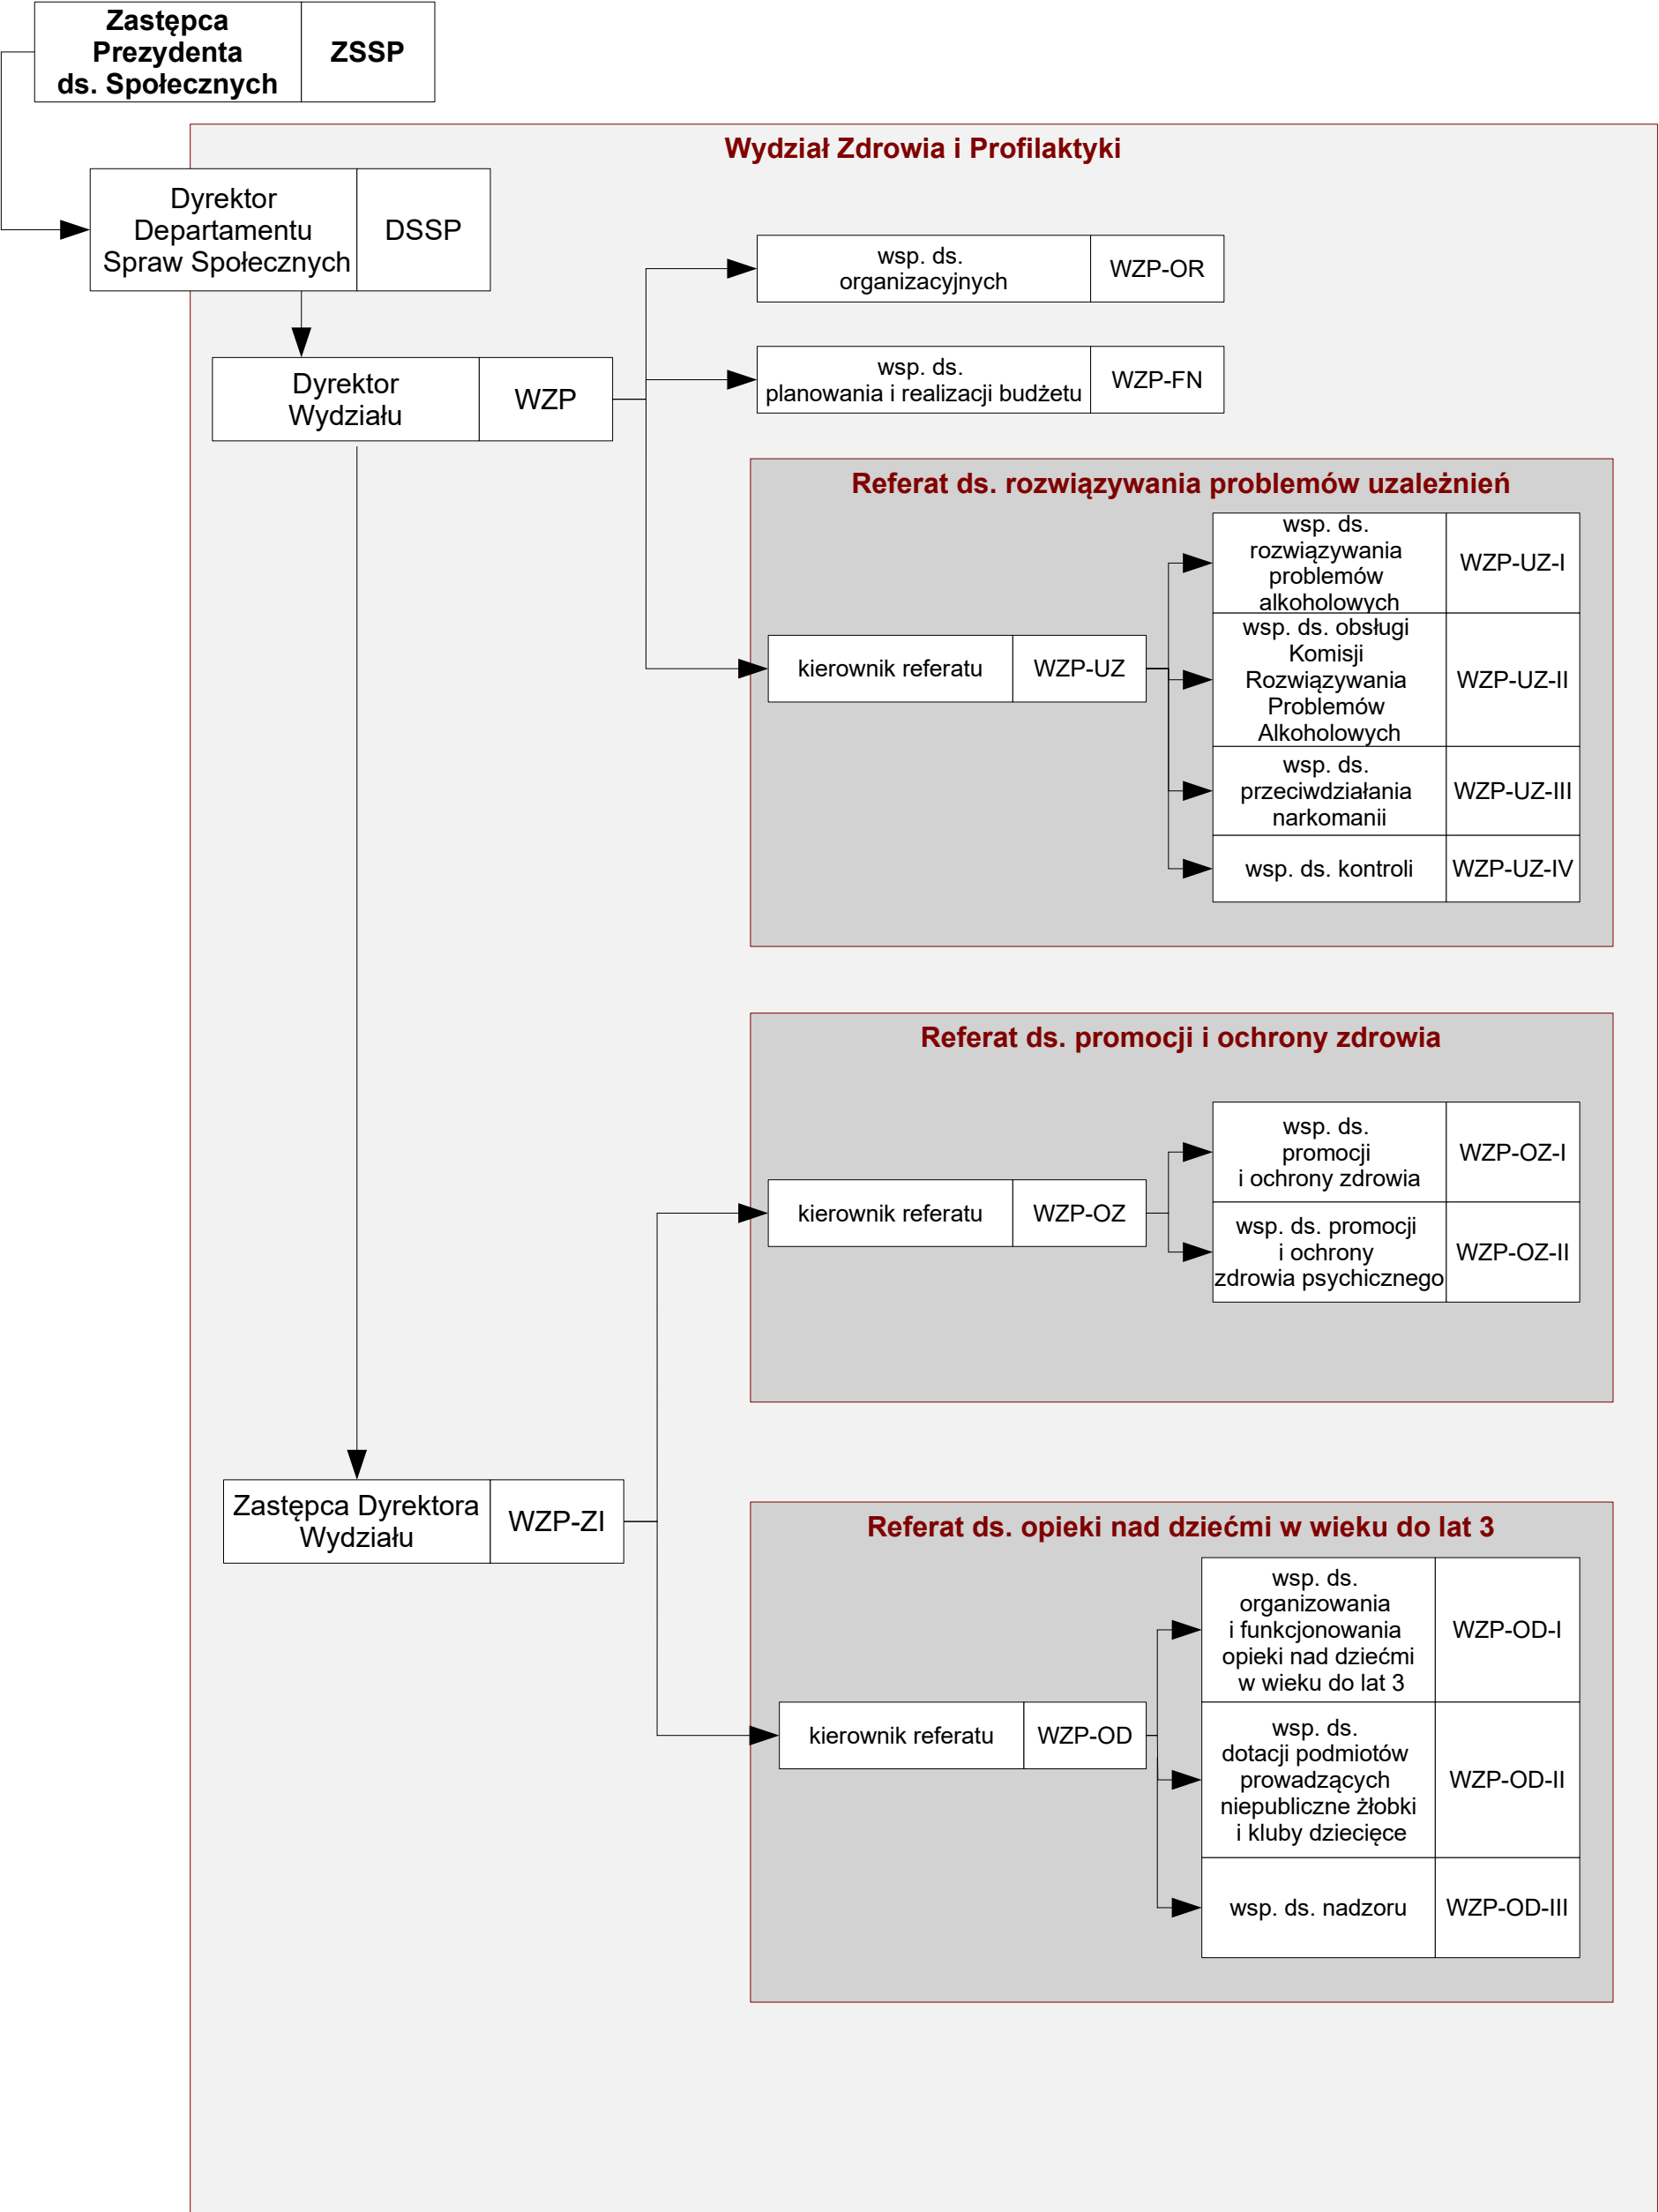 Zastępca
Prezydenta
ds. Społecznych
ZSSP
Wydział Zdrowia i Profilaktyki
Dyrektor
Departamentu
Spraw Społecznych
DSSP
wsp. ds.
organizacyjnych
WZP-OR
wsp. ds.
planowania i realizacji budżetu
WZP-FN
Dyrektor
Wydziału
WZP
Referat ds. rozwiązywania problemów uzależnień
wsp. ds.
rozwiązywania
problemów
alkoholowych
WZP-UZ-I
kierownik referatu
WZP-UZ
wsp. ds. obsługi
Komisji
Rozwiązywania
Problemów
Alkoholowych
WZP-UZ-II
wsp. ds.
przeciwdziałania
narkomanii
WZP-UZ-III
wsp. ds. kontroli
WZP-UZ-IV
Referat ds. promocji i ochrony zdrowia
wsp. ds.
promocji
i ochrony zdrowia
WZP-OZ-I
kierownik referatu
WZP-OZ
wsp. ds. promocji
i ochrony
zdrowia psychicznego
WZP-OZ-II
Zastępca Dyrektora
Wydziału
WZP-ZI
Referat ds. opieki nad dziećmi w wieku do lat 3
wsp. ds.
organizowania
i funkcjonowania
opieki nad dziećmi
w wieku do lat 3
WZP-OD-I
kierownik referatu
WZP-OD
wsp. ds.
dotacji podmiotów
prowadzących
niepubliczne żłobki
i kluby dziecięce
WZP-OD-II
wsp. ds. nadzoru
WZP-OD-III